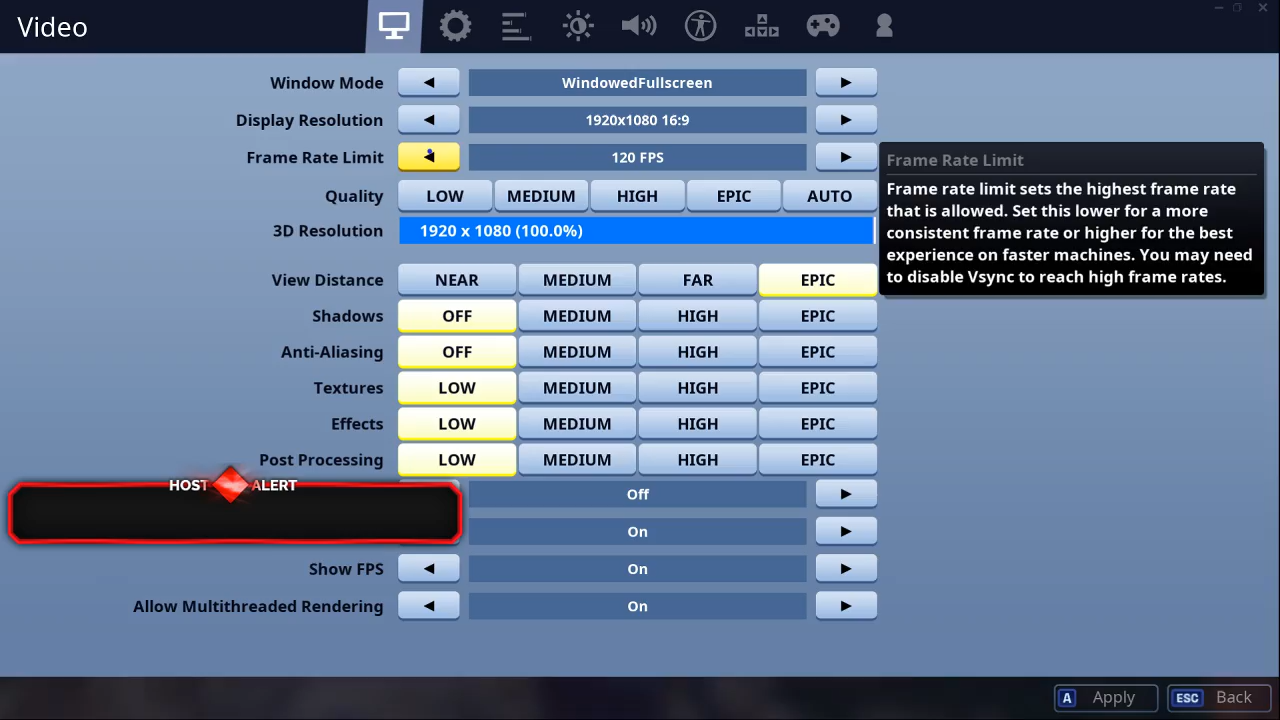 Video
Window Mode ◄ WindowedFullscreen ►
Display Resolution ◄ 1920x1080 16:9 ►
Frame Rate Limit ◄ 120 FPS ►
Frame Rate Limit
Frame rate limit sets the highest frame rate
that is allowed. Set this lower for a more
consistent frame rate or higher for the best
experience on faster machines. You may need
to disable Vsync to reach high frame rates.
Quality LOW MEDIUM HIGH EPIC AUTO
3D Resolution 1920 x 1080 (100.0%)
View Distance NEAR MEDIUM FAR EPIC
Shadows OFF MEDIUM HIGH EPIC
Anti-Aliasing OFF MEDIUM HIGH EPIC
Textures LOW MEDIUM HIGH EPIC
Effects LOW MEDIUM HIGH EPIC
Post Processing LOW MEDIUM HIGH EPIC
HOST ALERT
Off ►
On ►
Show FPS ◄ On ►
Allow Multithreaded Rendering ◄ On ►
A Apply ESC Back